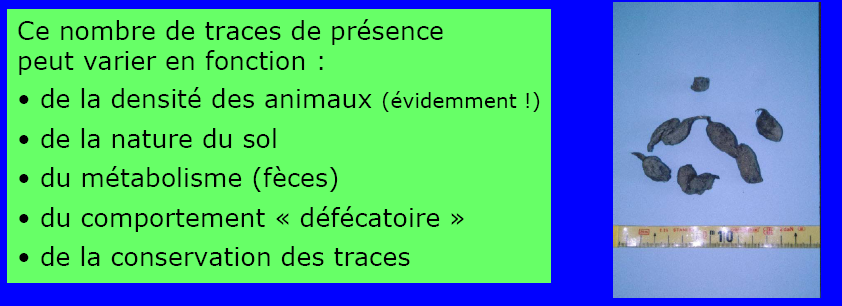 Ce nombre de traces de présence
peut varier en fonction :
• de la densité des animaux (évidemment !)
• de la nature du sol
• du métabolisme (fèces)
• du comportement « défécatoire »
• de la conservation des traces
10